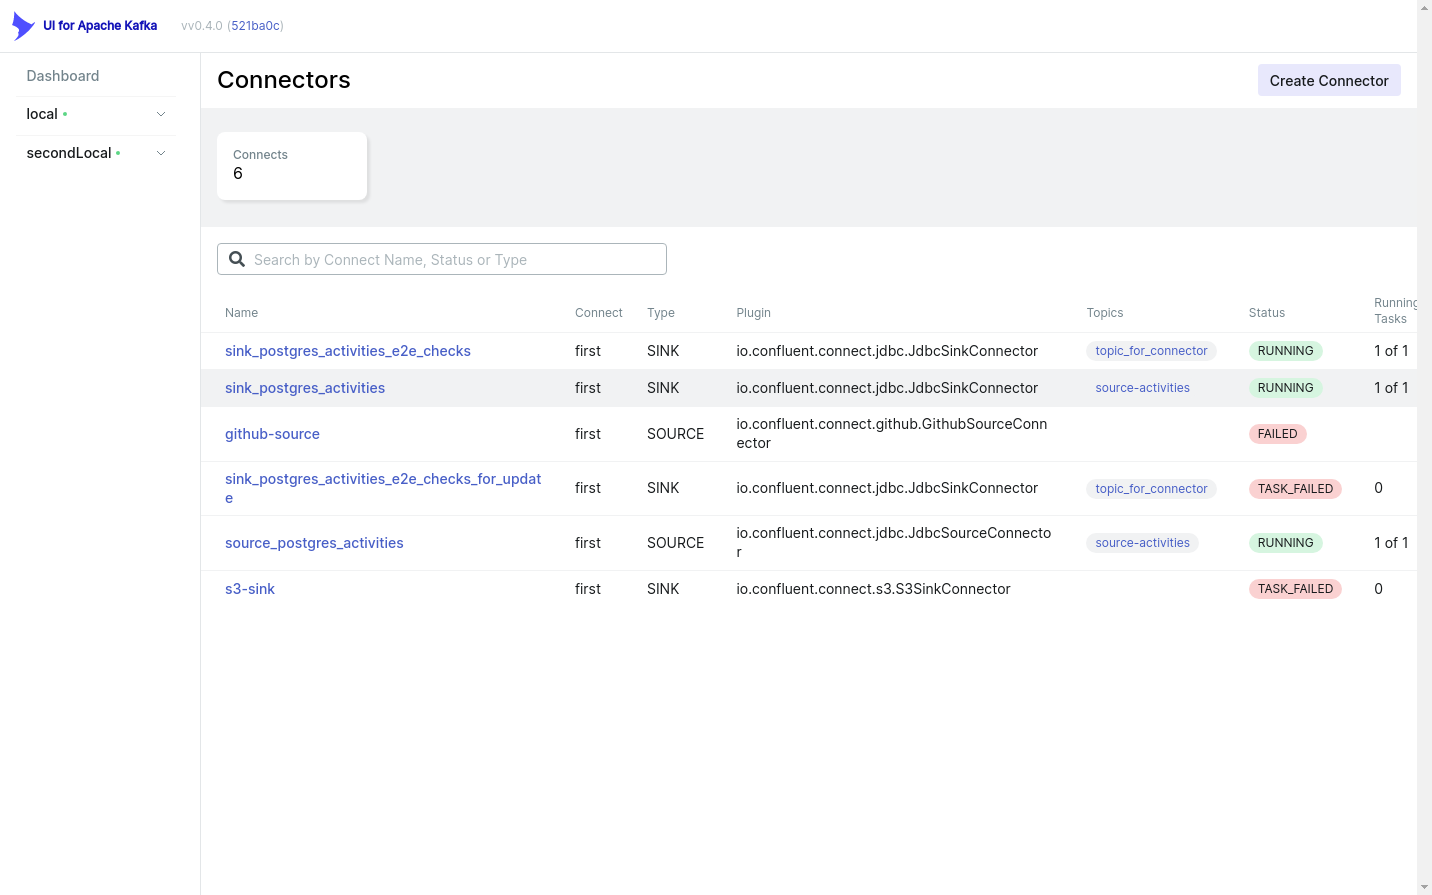 UI for Apache Kafka vv0.4.0 (521ba0c)
Dashboard
local
secondLocal
Connectors
Create Connector
Connects
6
Search by Connect Name, Status or Type
Name Connect Type Plugin Topics Status Running
Tasks
sink_postgres_activities_e2e_checks first SINK io.confluent.connect.jdbc.JdbcSinkConnector topic_for_connector RUNNING 1 of 1
sink_postgres_activities first SINK io.confluent.connect.jdbc.JdbcSinkConnector source-activities RUNNING 1 of 1
github-source first SOURCE io.confluent.connect.github.GithubSourceConn
ector FAILED
sink_postgres_activities_e2e_checks_for_updat
e first SINK io.confluent.connect.jdbc.JdbcSinkConnector topic_for_connector TASK_FAILED 0
source_postgres_activities first SOURCE io.confluent.connect.jdbc.JdbcSourceConnecto
r source-activities RUNNING 1 of 1
s3-sink first SINK io.confluent.connect.s3.S3SinkConnector TASK_FAILED 0